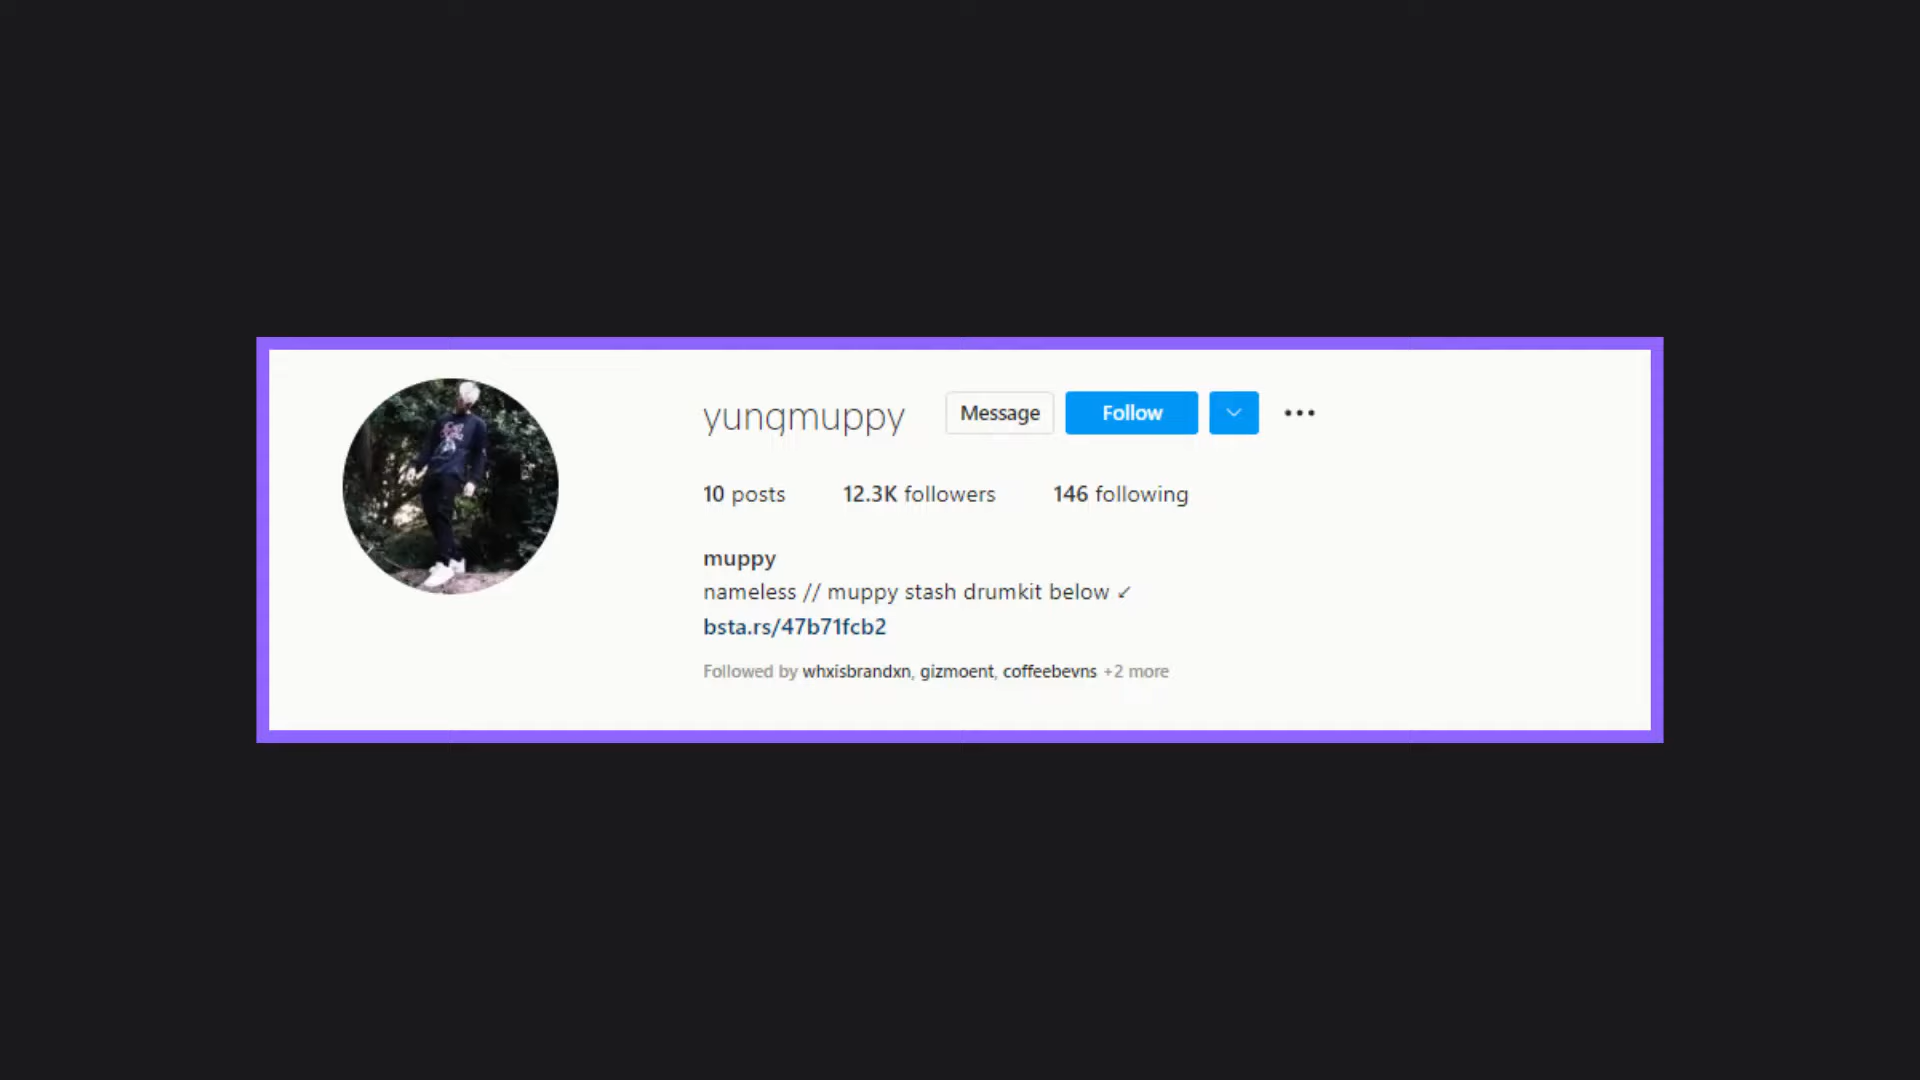 yungmuppy Message Follow
10 posts 12.3K followers 146 following
muppy
nameless // muppy stash drumkit below ↙
bsta.rs/47b71fcb2
Followed by whxisbrandxn, gizmoent, coffeebevns +2 more